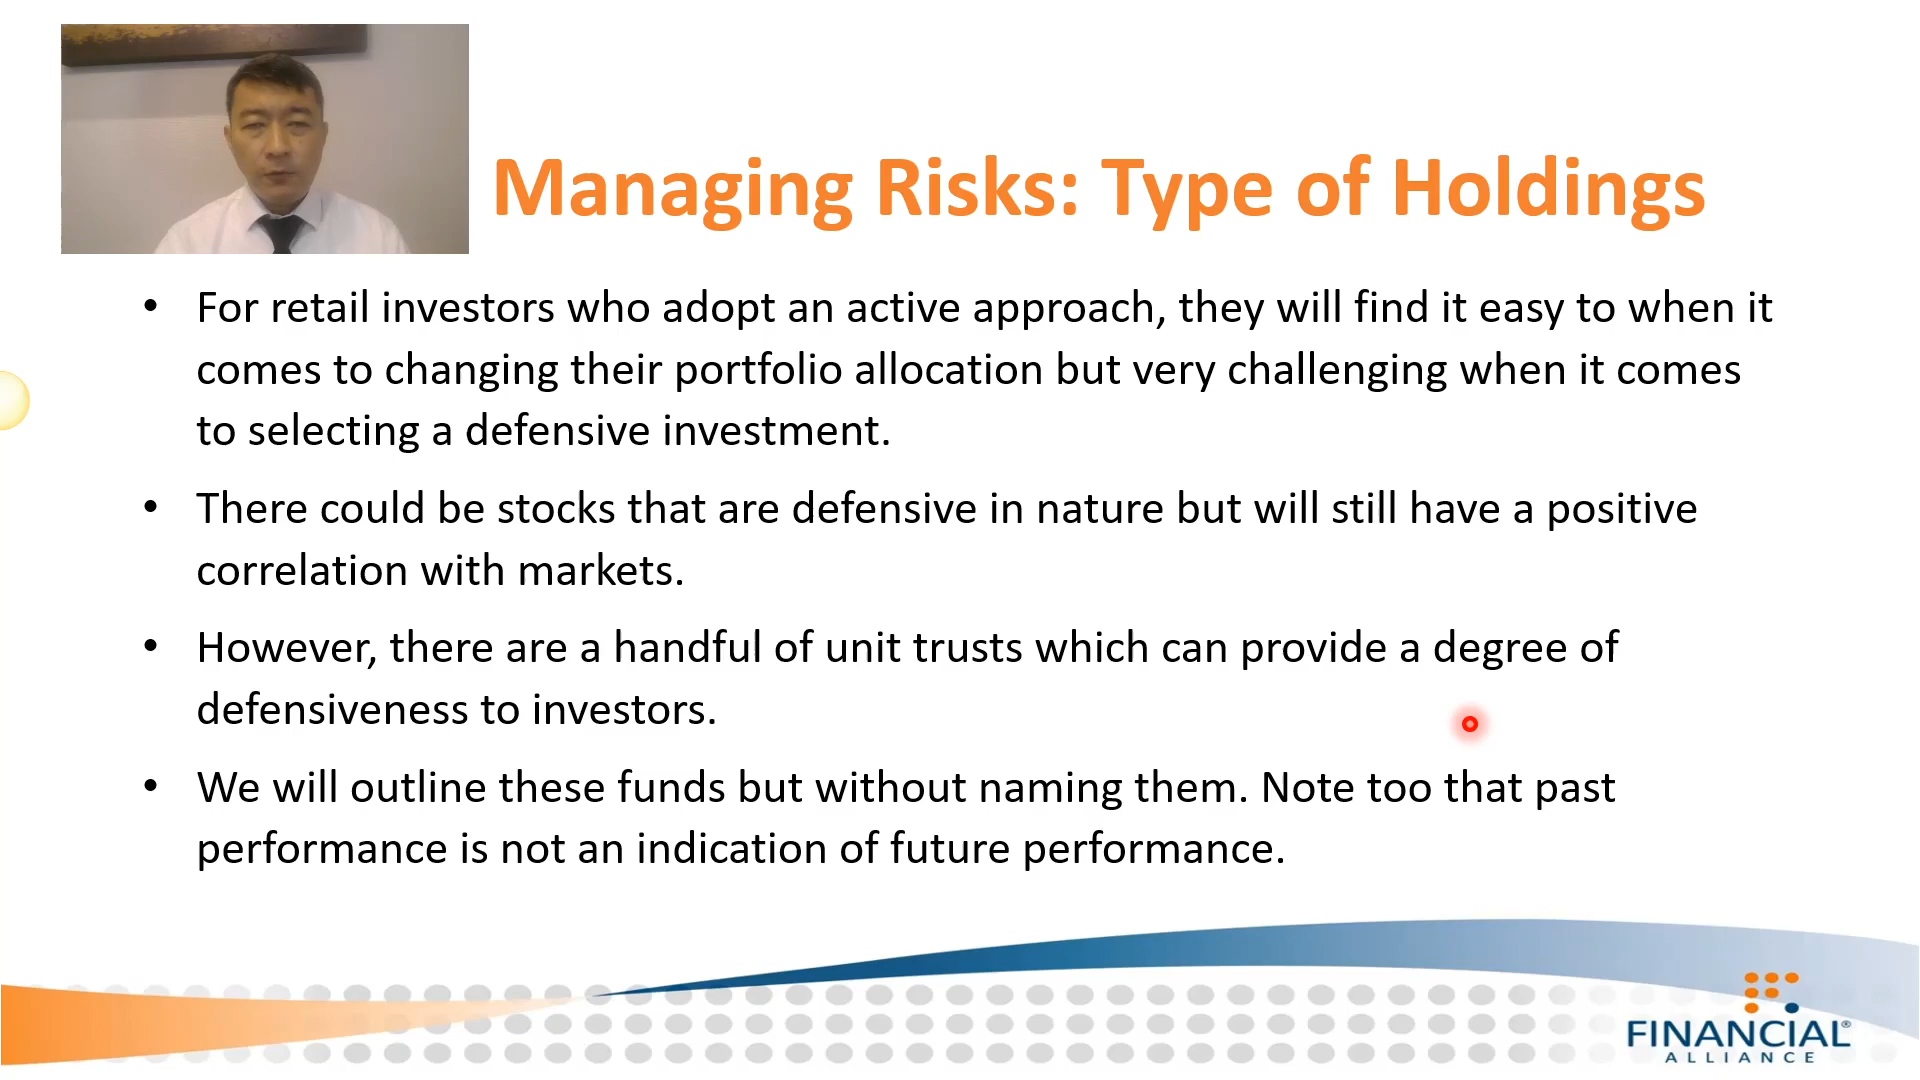 Managing Risks: Type of Holdings
• For retail investors who adopt an active approach, they will find it easy to when it
comes to changing their portfolio allocation but very challenging when it comes
to selecting a defensive investment.
• There could be stocks that are defensive in nature but will still have a positive
correlation with markets.
• However, there are a handful of unit trusts which can provide a degree of
defensiveness to investors.
• We will outline these funds but without naming them. Note too that past
performance is not an indication of future performance.
FINANCIAL®
ALLIANCE